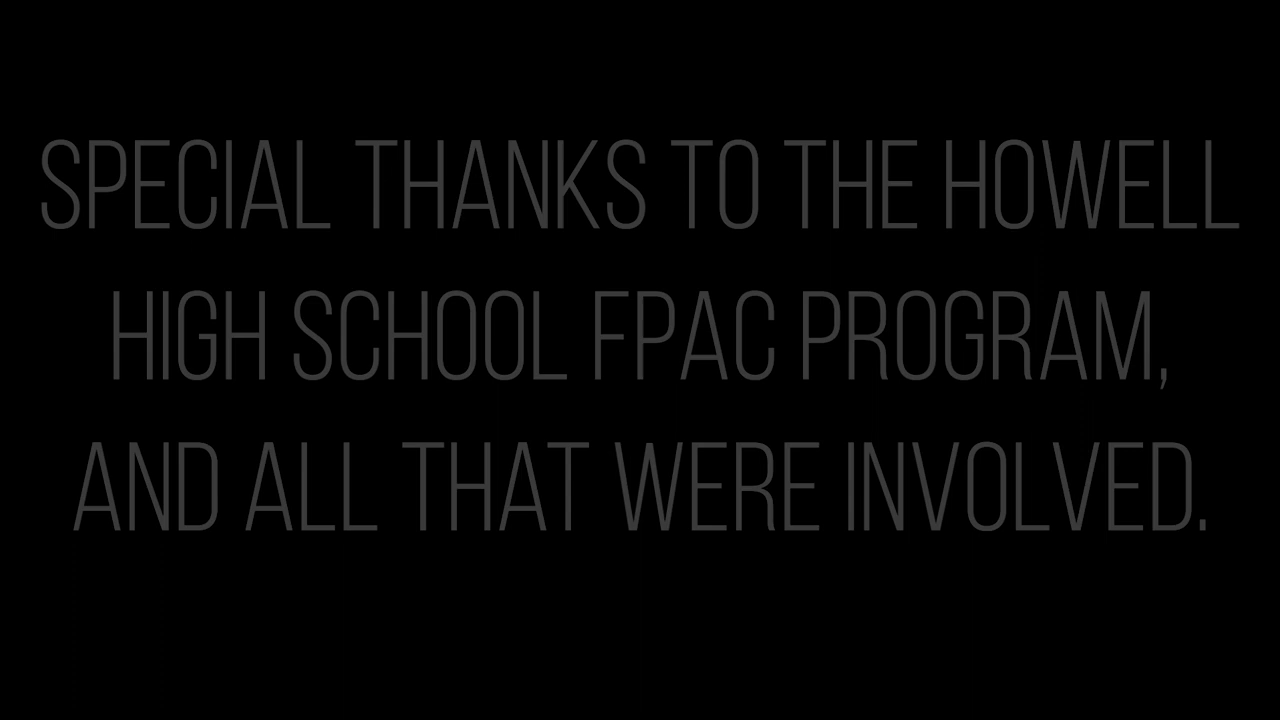 SPECIAL THANKS TO THE HOWELL
HIGH SCHOOL FPAC PROGRAM,
AND ALL THAT WERE INVOLVED.